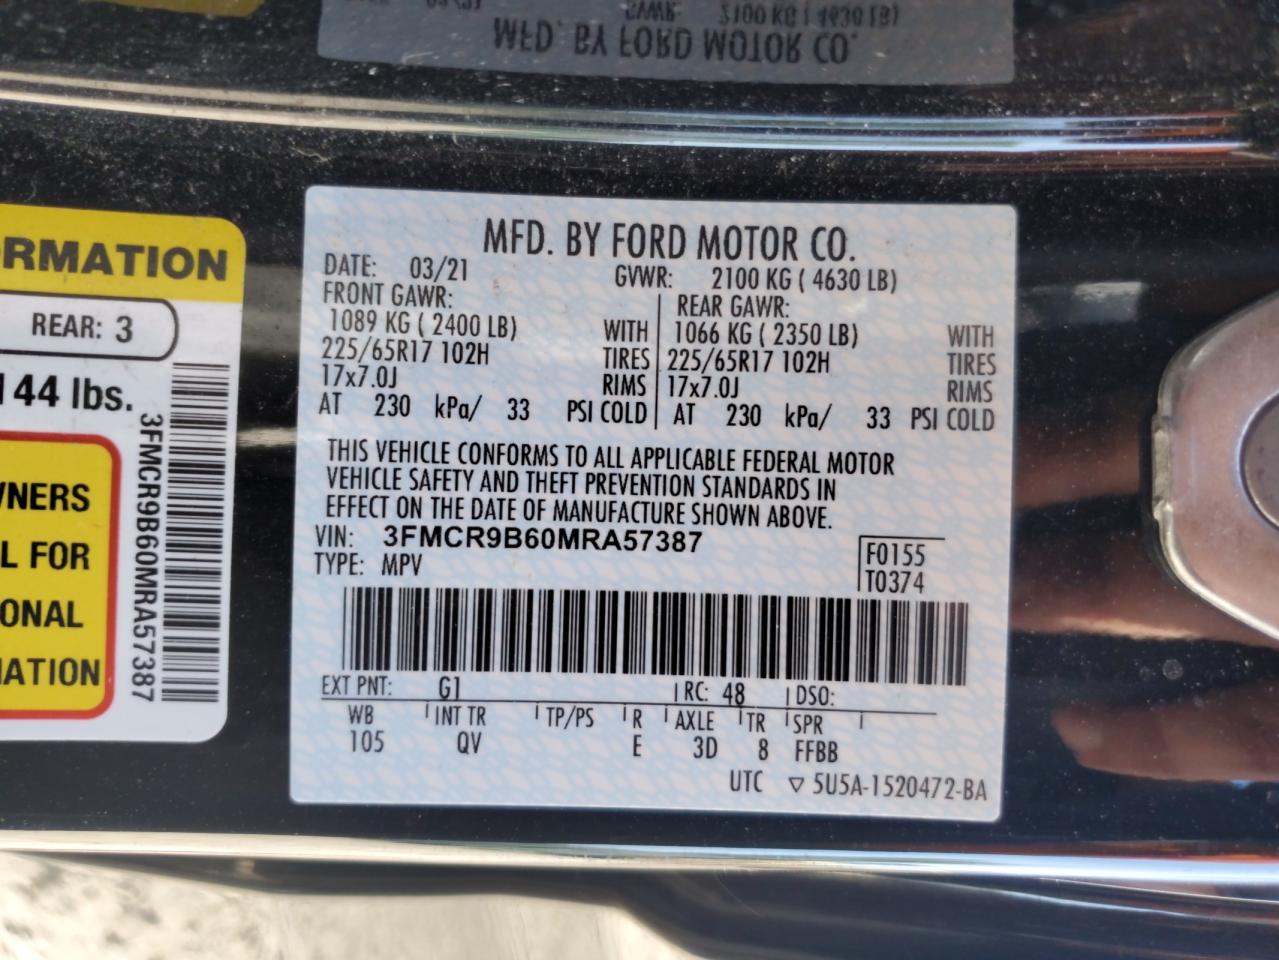 MFD. BY FORD MOTOR CO.
RMATION
REAR: 3
144 lbs.
3FMCR9B60MRA57387
WNERS
L FOR
ONAL
MATION
MFD. BY FORD MOTOR CO.
DATE: 03/21 GVWR: 2100 KG ( 4630 LB)
FRONT GAWR: REAR GAWR:
1089 KG ( 2400 LB) WITH 1066 KG ( 2350 LB) WITH
225/65R17 102H TIRES 225/65R17 102H TIRES
17x7.0J RIMS 17x7.0J RIMS
AT 230 kPa/ 33 PSI COLD AT 230 kPa/ 33 PSI COLD
THIS VEHICLE CONFORMS TO ALL APPLICABLE FEDERAL MOTOR
VEHICLE SAFETY AND THEFT PREVENTION STANDARDS IN
EFFECT ON THE DATE OF MANUFACTURE SHOWN ABOVE.
VIN: 3FMCR9B60MRA57387
TYPE: MPV
F0155
T0374
EXT PNT: G1 RC: 48 DSO:
WB INT TR TP/PS R AXLE TR SPR
105 QV E 3D 8 FFBB
UTC ▽ 5U5A-1520472-BA